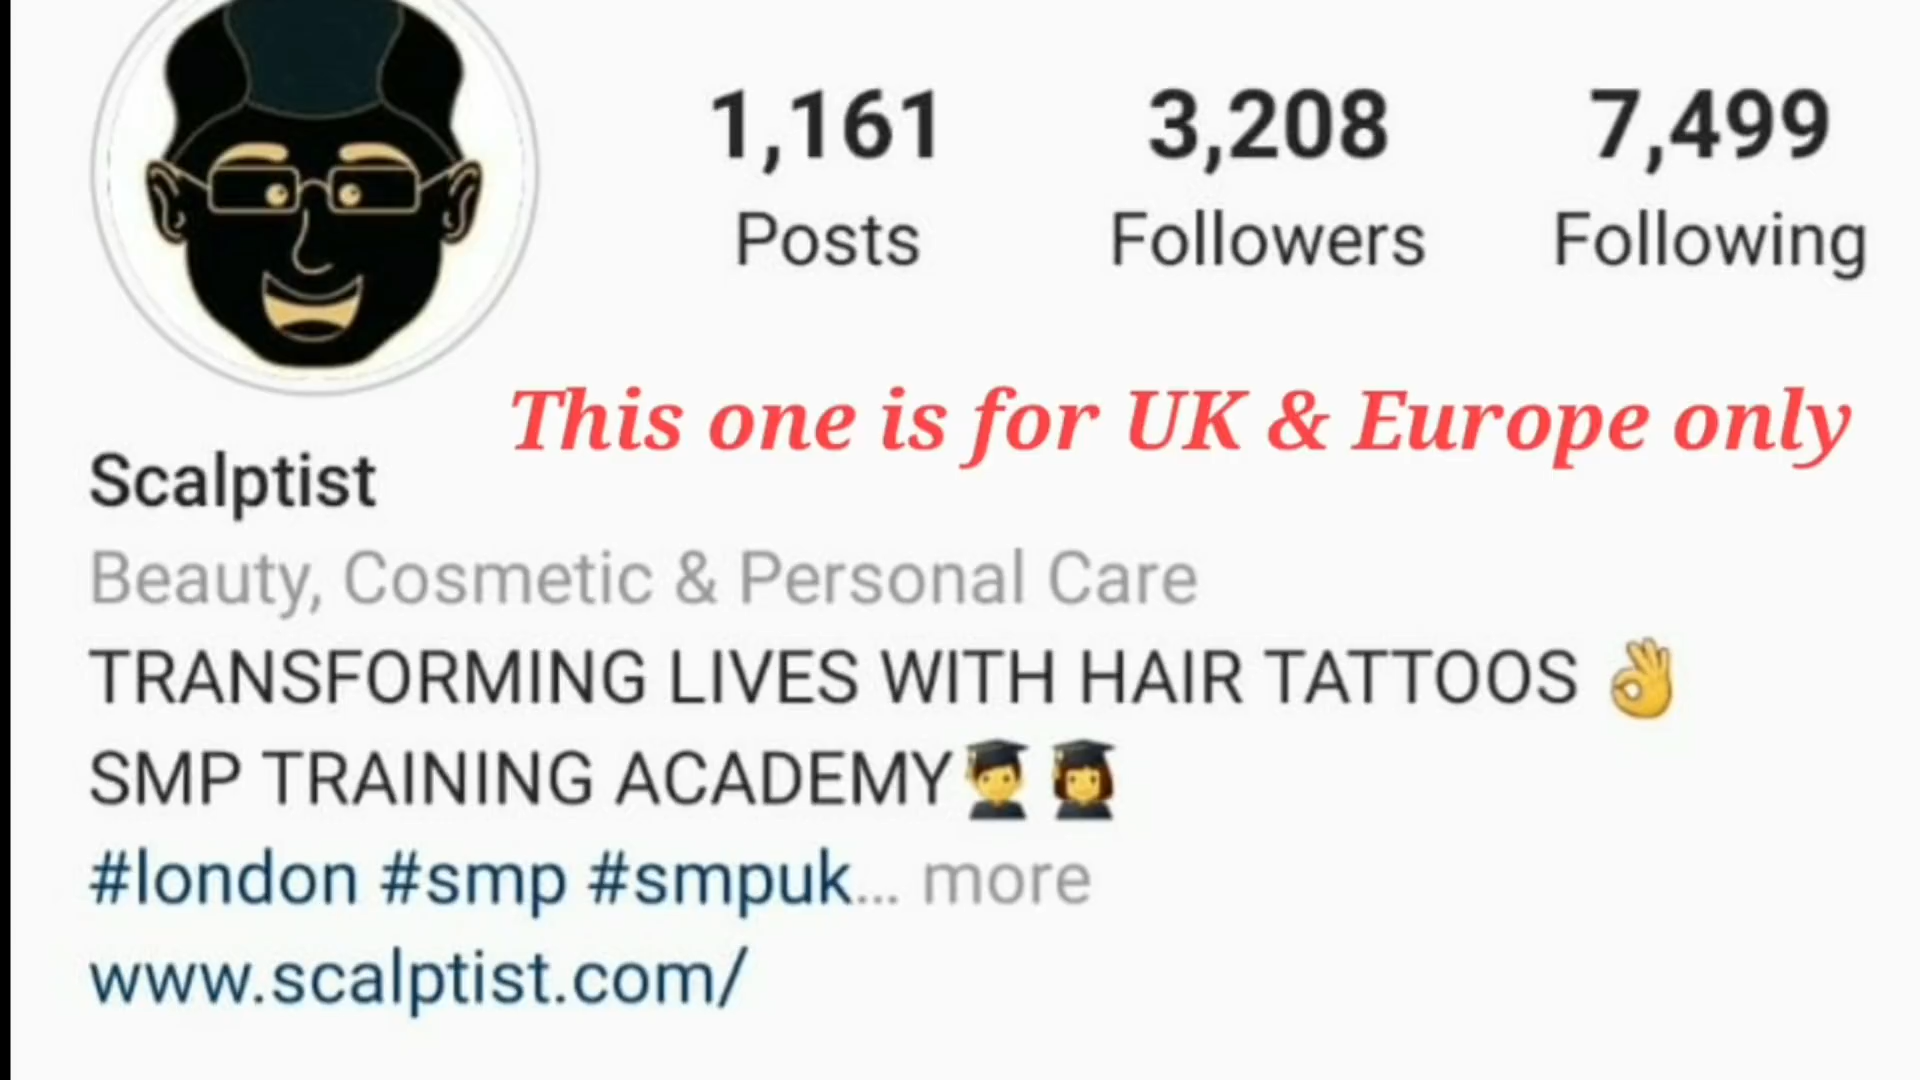 1,161 3,208 7,499
Posts Followers Following
This one is for UK & Europe only
Scalptist
Beauty, Cosmetic & Personal Care
TRANSFORMING LIVES WITH HAIR TATTOOS 👌
SMP TRAINING ACADEMY👨‍🎓👩‍🎓
#london #smp #smpuk... more
www.scalptist.com/